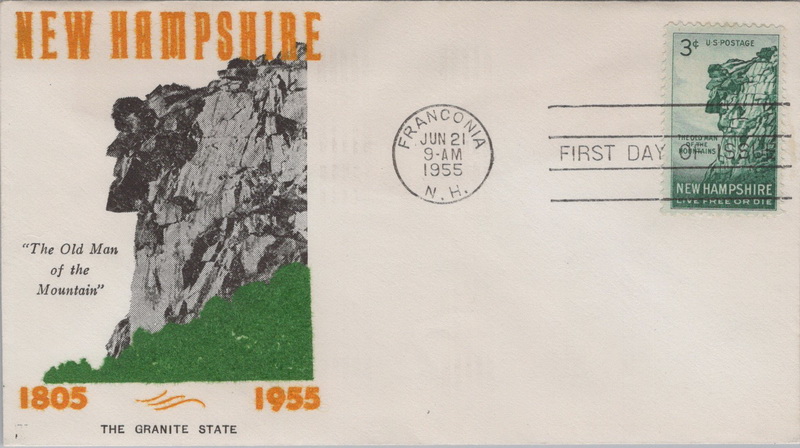 NEW HAMPSHIRE
"The Old Man
of the
Mountain"
1805 1955
THE GRANITE STATE
FRANCONIA
JUN 21
9-AM
1955
N. H.
FIRST DAY OF ISSUE
3¢ U.S. POSTAGE
THE OLD MAN
OF THE
MOUNTAINS
NEW HAMPSHIRE
LIVE FREE OR DIE